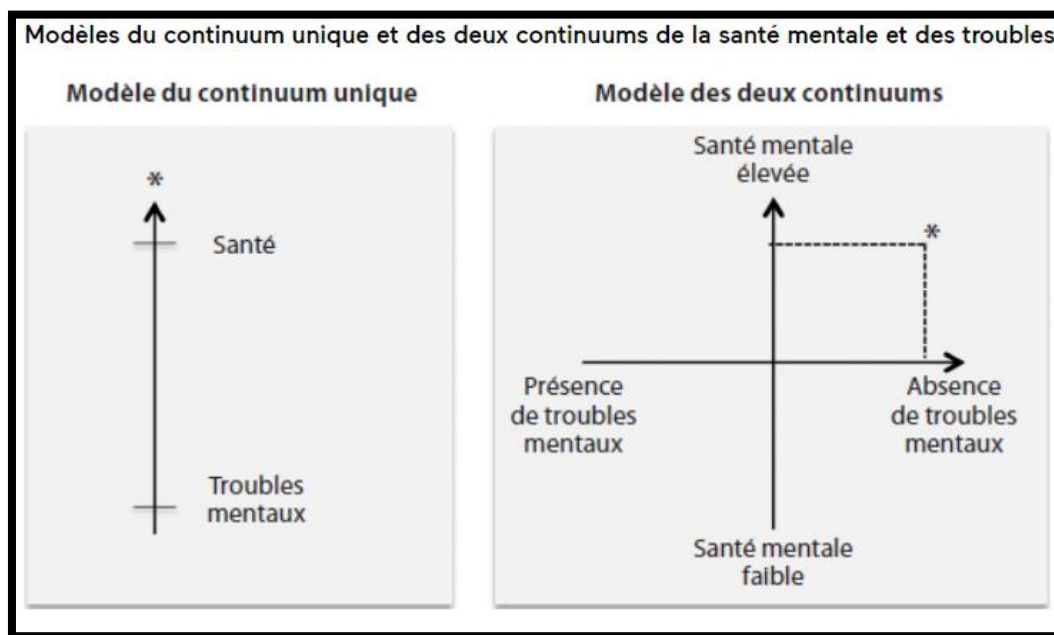 Modèles du continuum unique et des deux continuums de la santé mentale et des troubles
Modèle du continuum unique
*
Santé
Troubles
mentaux
Modèle des deux continuums
Santé mentale
élevée
*
Présence
de troubles
mentaux
Absence
de troubles
mentaux
Santé mentale
faible